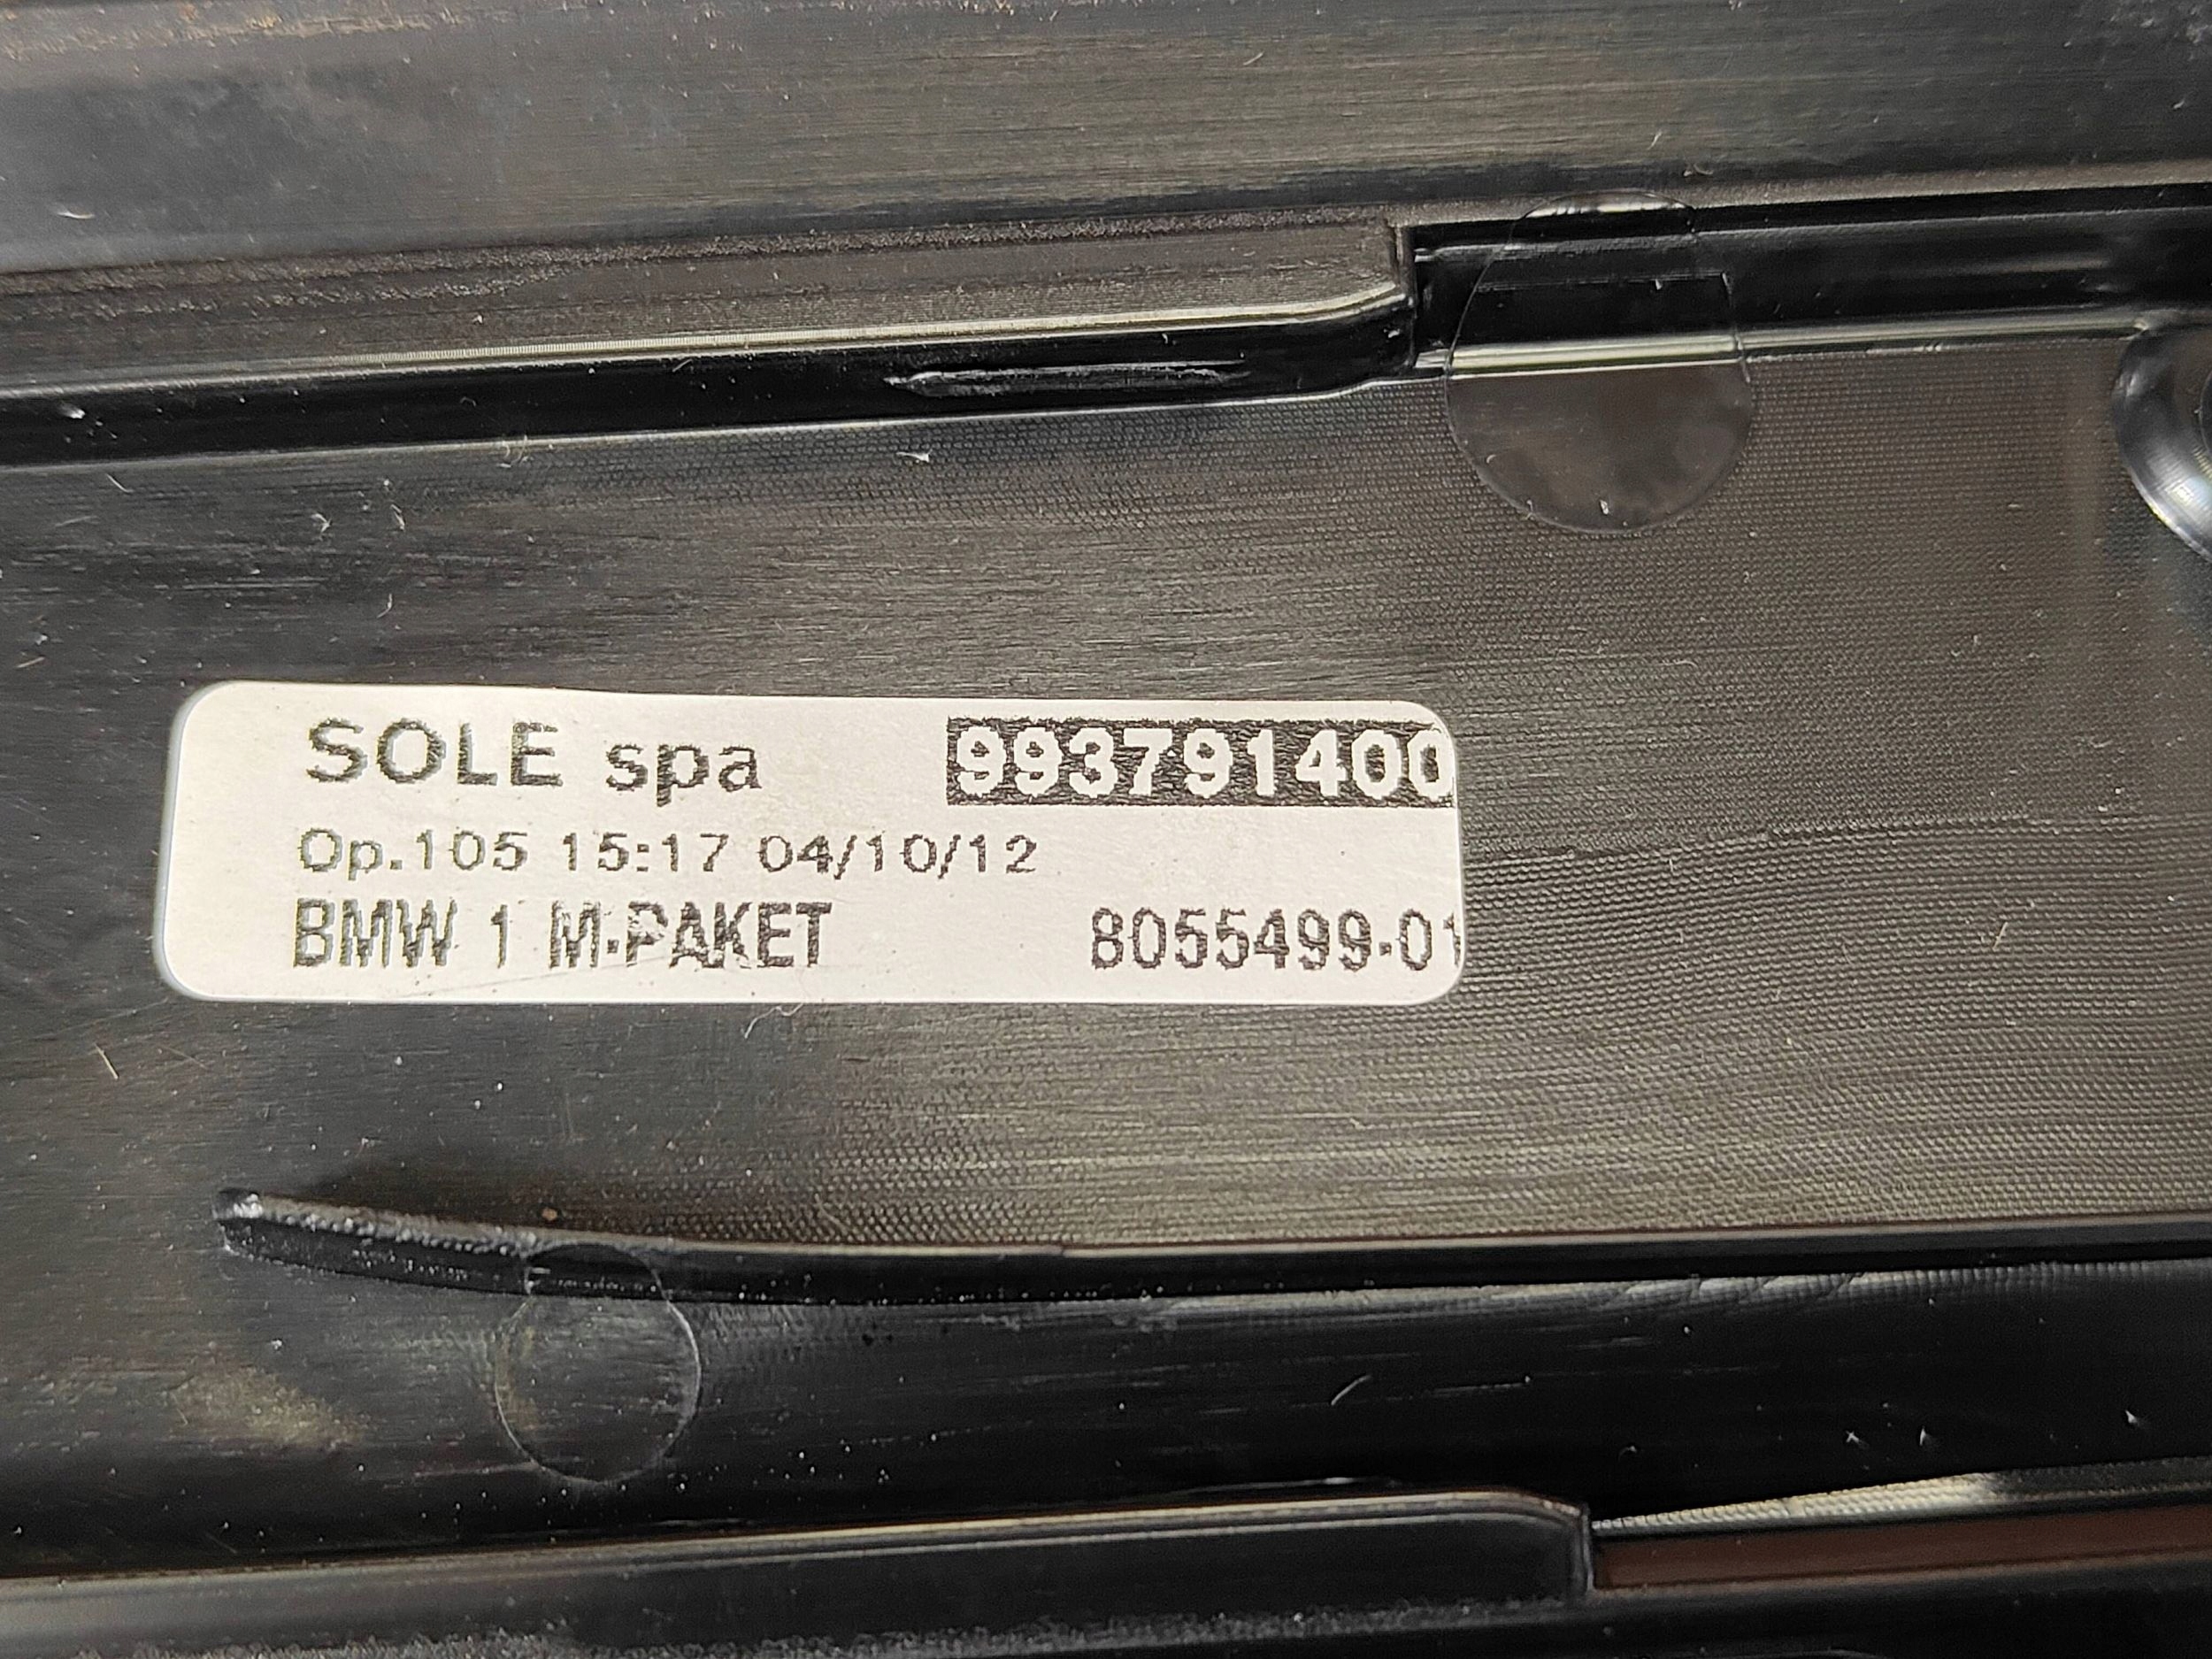 SOLE spa 993791400
Op.105 15:17 04/10/12
BMW 1 M-PAKET 8055499-01